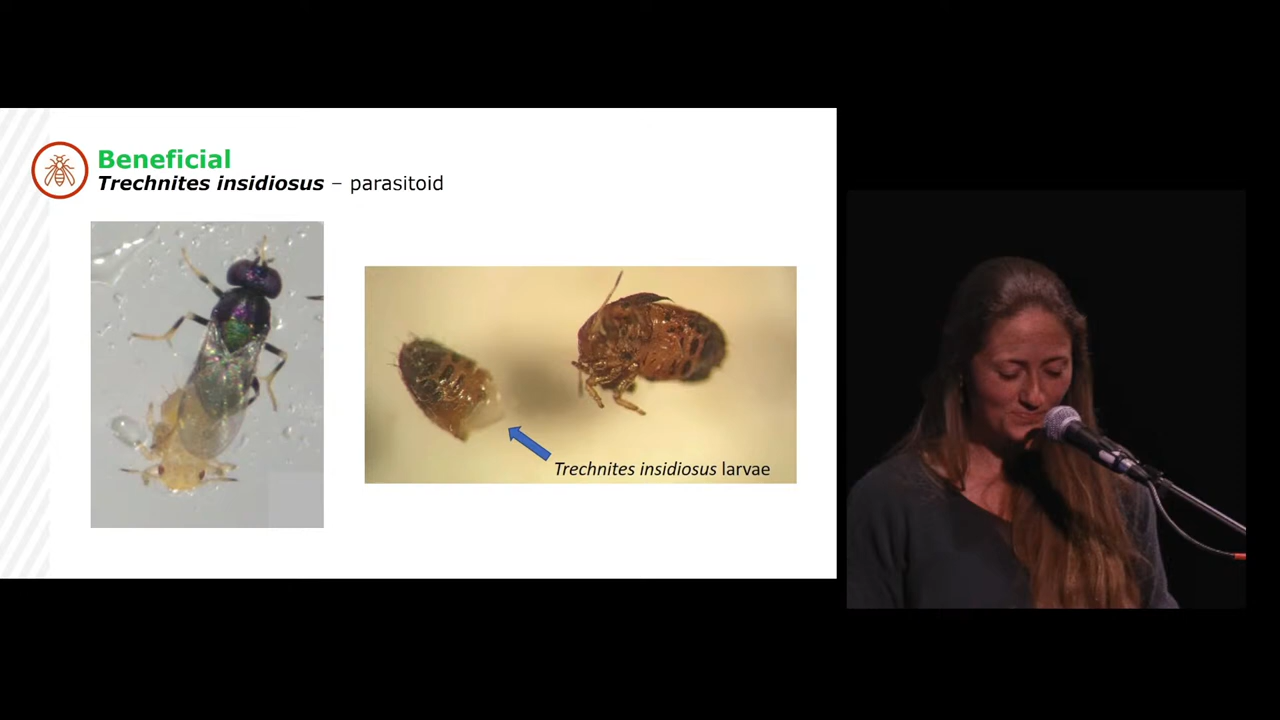 Beneficial
Trechnites insidiosus – parasitoid
Trechnites insidiosus larvae